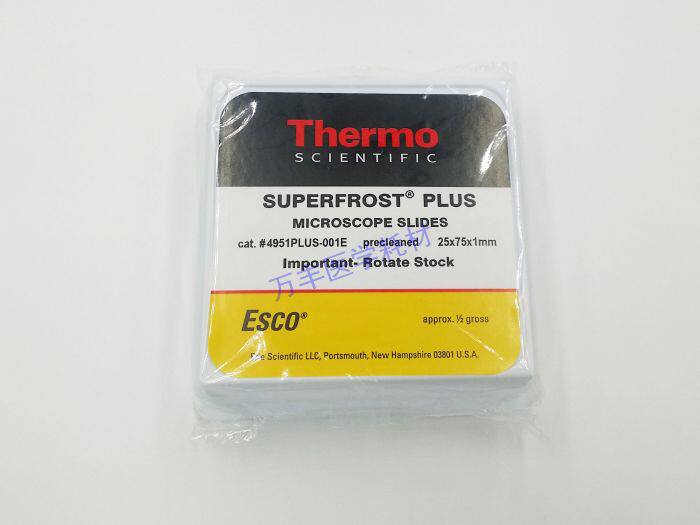 Thermo
SCIENTIFIC
SUPERFROST® PLUS
MICROSCOPE SLIDES
cat. #4951PLUS-001E precleaned 25x75x1mm
Important- Rotate Stock
万丰医学耗材
ESCO®
approx. ½ gross
Erie Scientific LLC, Portsmouth, New Hampshire 03801 U.S.A.